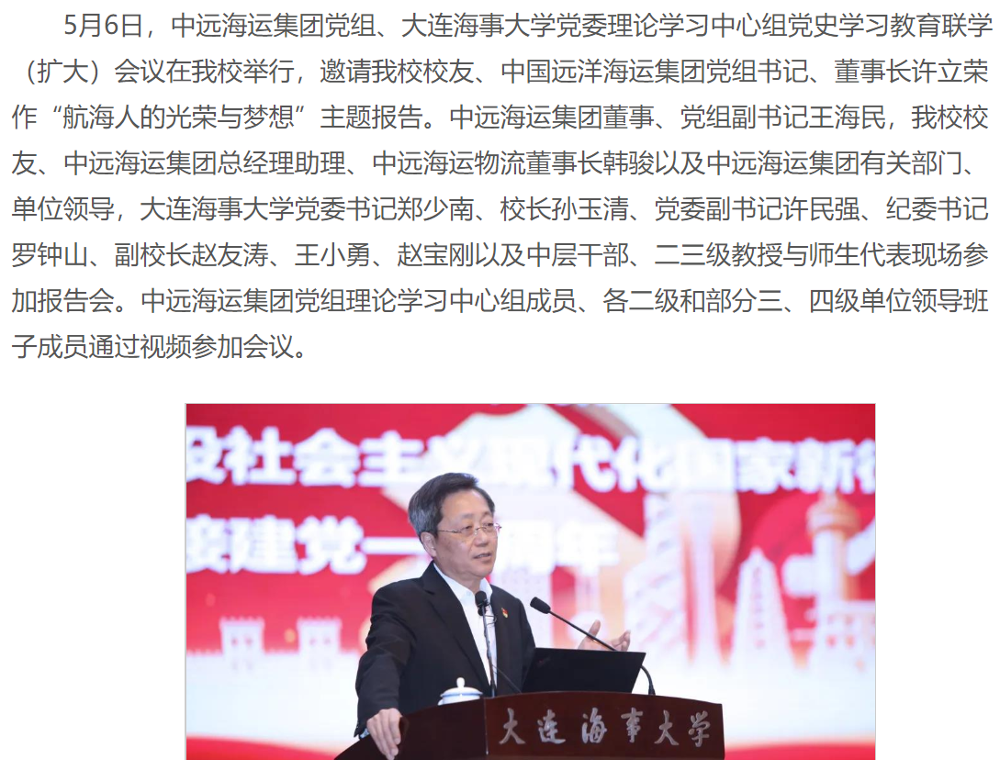 5月6日，中远海运集团党组、大连海事大学党委理论学习中心组党史学习教育联学
（扩大）会议在我校举行，邀请我校校友、中国远洋海运集团党组书记、董事长许立荣
作“航海人的光荣与梦想”主题报告。中远海运集团董事、党组副书记王海民，我校校
友、中远海运集团总经理助理、中远海运物流董事长韩骏以及中远海运集团有关部门、
单位领导，大连海事大学党委书记郑少南、校长孙玉清、党委副书记许民强、纪委书记
罗钟山、副校长赵友涛、王小勇、赵宝刚以及中层干部、二三级教授与师生代表现场参
加报告会。中远海运集团党组理论学习中心组成员、各二级和部分三、四级单位领导班
子成员通过视频参加会议。
设社会主义现代化国家新征
建党一 周年
大连海事大学